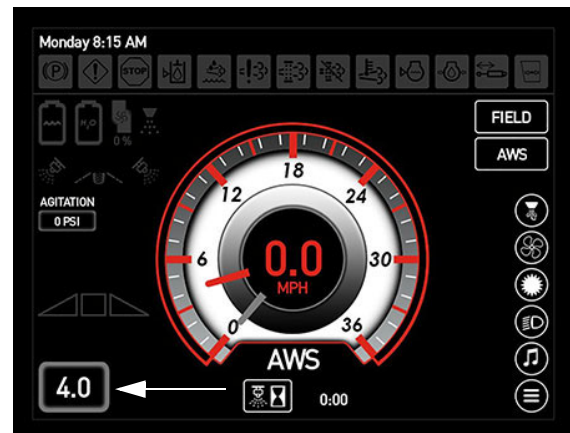 Monday 8:15 AM
(P)
STOP
H₂O
0 %
FIELD
AWS
AGITATION
0 PSI
0
6
12
18
24
30
36
0.0
MPH
AWS
4.0
0:00